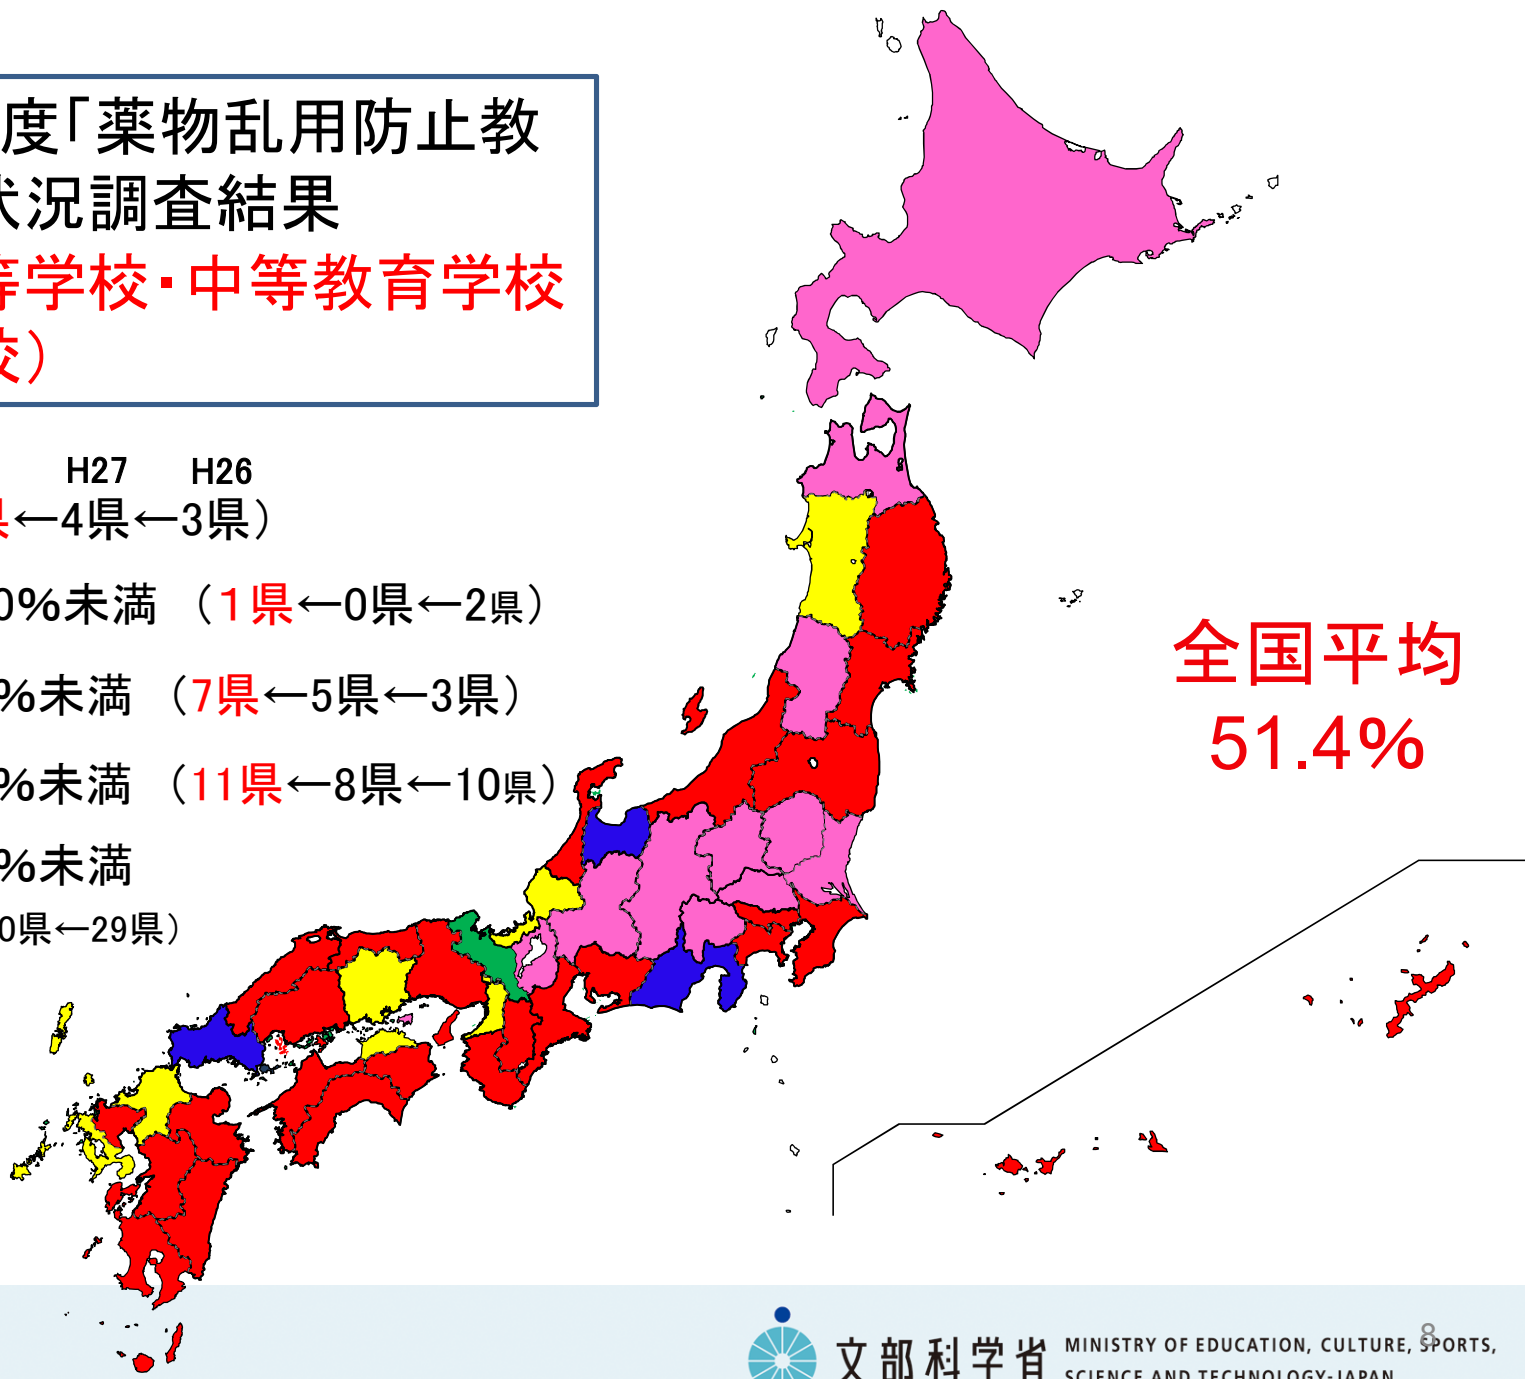 度「薬物乱用防止教
状況調査結果
等学校・中等教育学校
校）
H27 H26
県←4県←3県）
0%未満 （1県←0県←2県）
%未満 （7県←5県←3県）
%未満 （11県←8県←10県）
%未満
0県←29県）
全国平均
51.4%
8
文部科学省 MINISTRY OF EDUCATION, CULTURE, SPORTS,
SCIENCE AND TECHNOLOGY-JAPAN